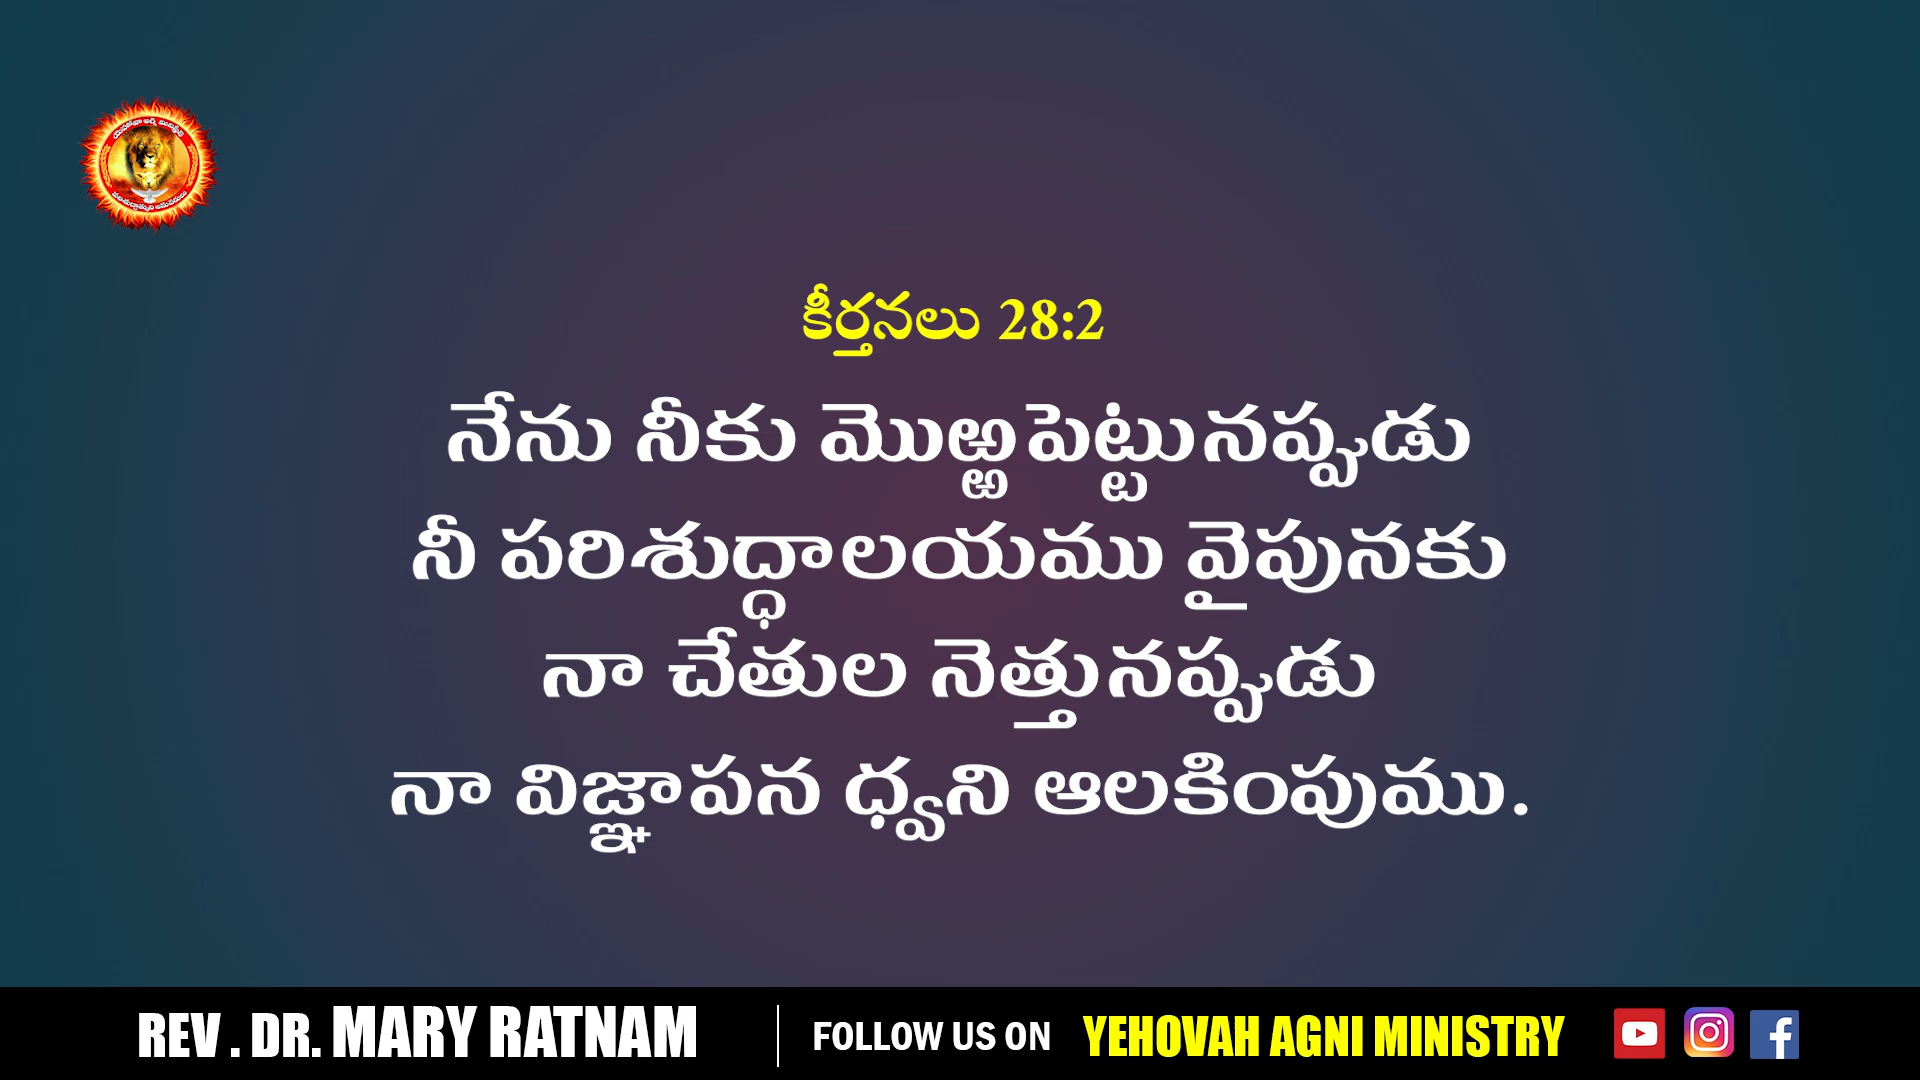 యెహోవా అగ్ని మినిస్ట్రీ
కీర్తనలు 28:2
నేను నీకు మొఱ్ఱపెట్టునప్పుడు
నీ పరిశుద్ధాలయము వైపునకు
నా చేతుల నెత్తునప్పుడు
నా విజ్ఞాపన ధ్వని ఆలకింపుము.
REV . DR. MARY RATNAM
FOLLOW US ON YEHOVAH AGNI MINISTRY